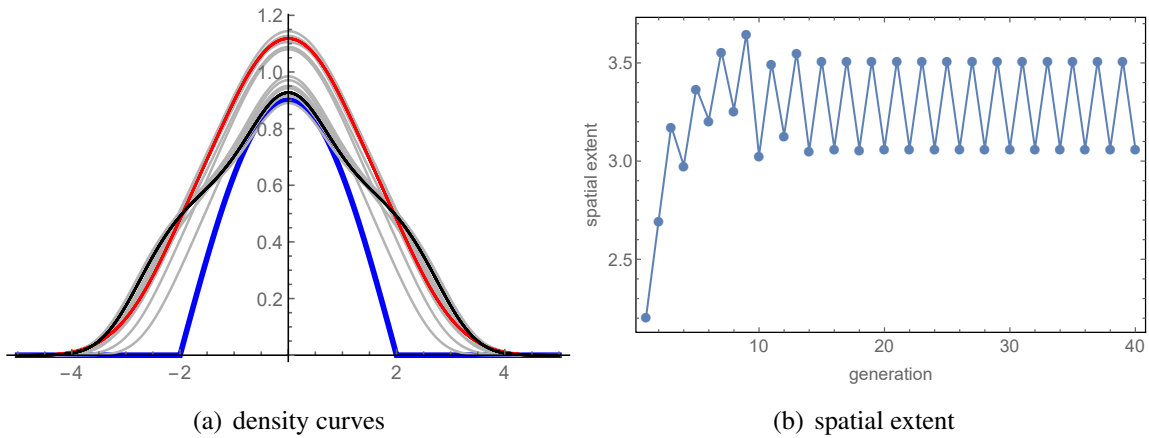 1.2
1.0
0.8
0.6
0.4
0.2
−4 −2 2 4
(a) density curves
3.5
3.0
2.5
spatial extent
10 20 30 40
generation
(b) spatial extent